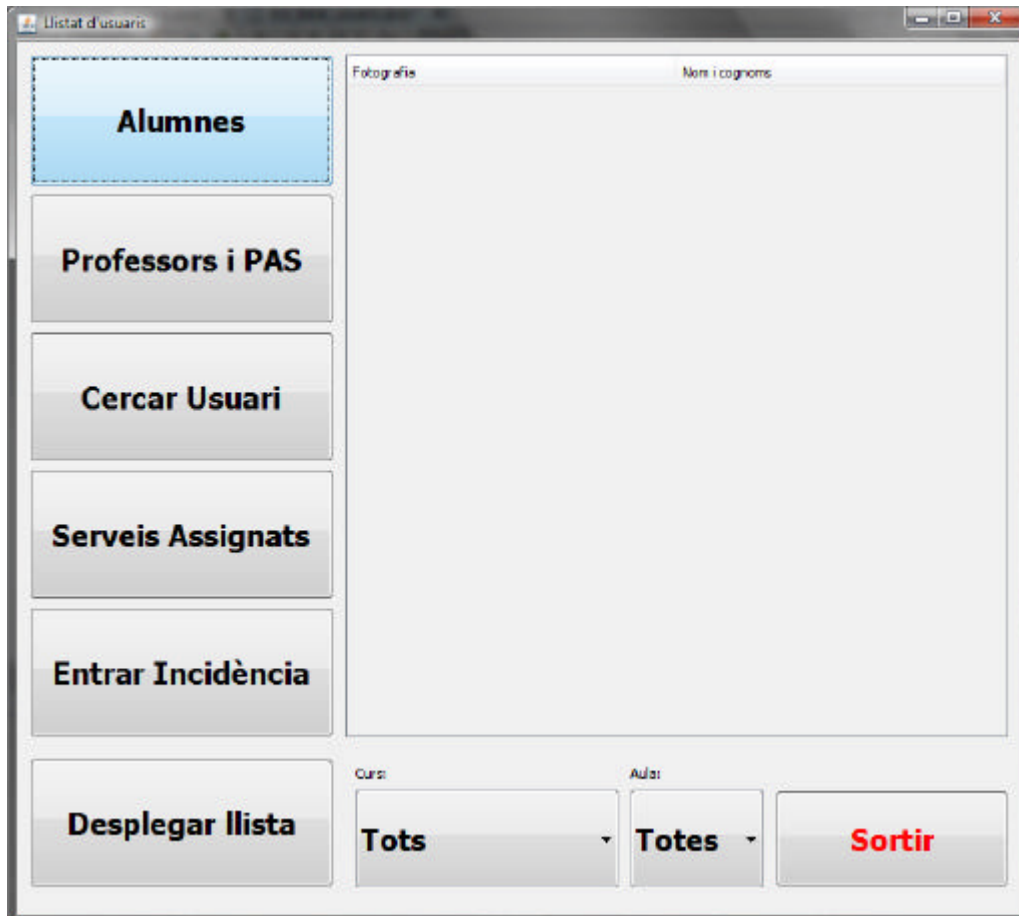 Llistat d'usuaris
Alumnes
Professors i PAS
Cercar Usuari
Serveis Assignats
Entrar Incidència
Desplegar llista
Fotografia Nom i cognoms
Curs: Aula:
Tots Totes Sortir